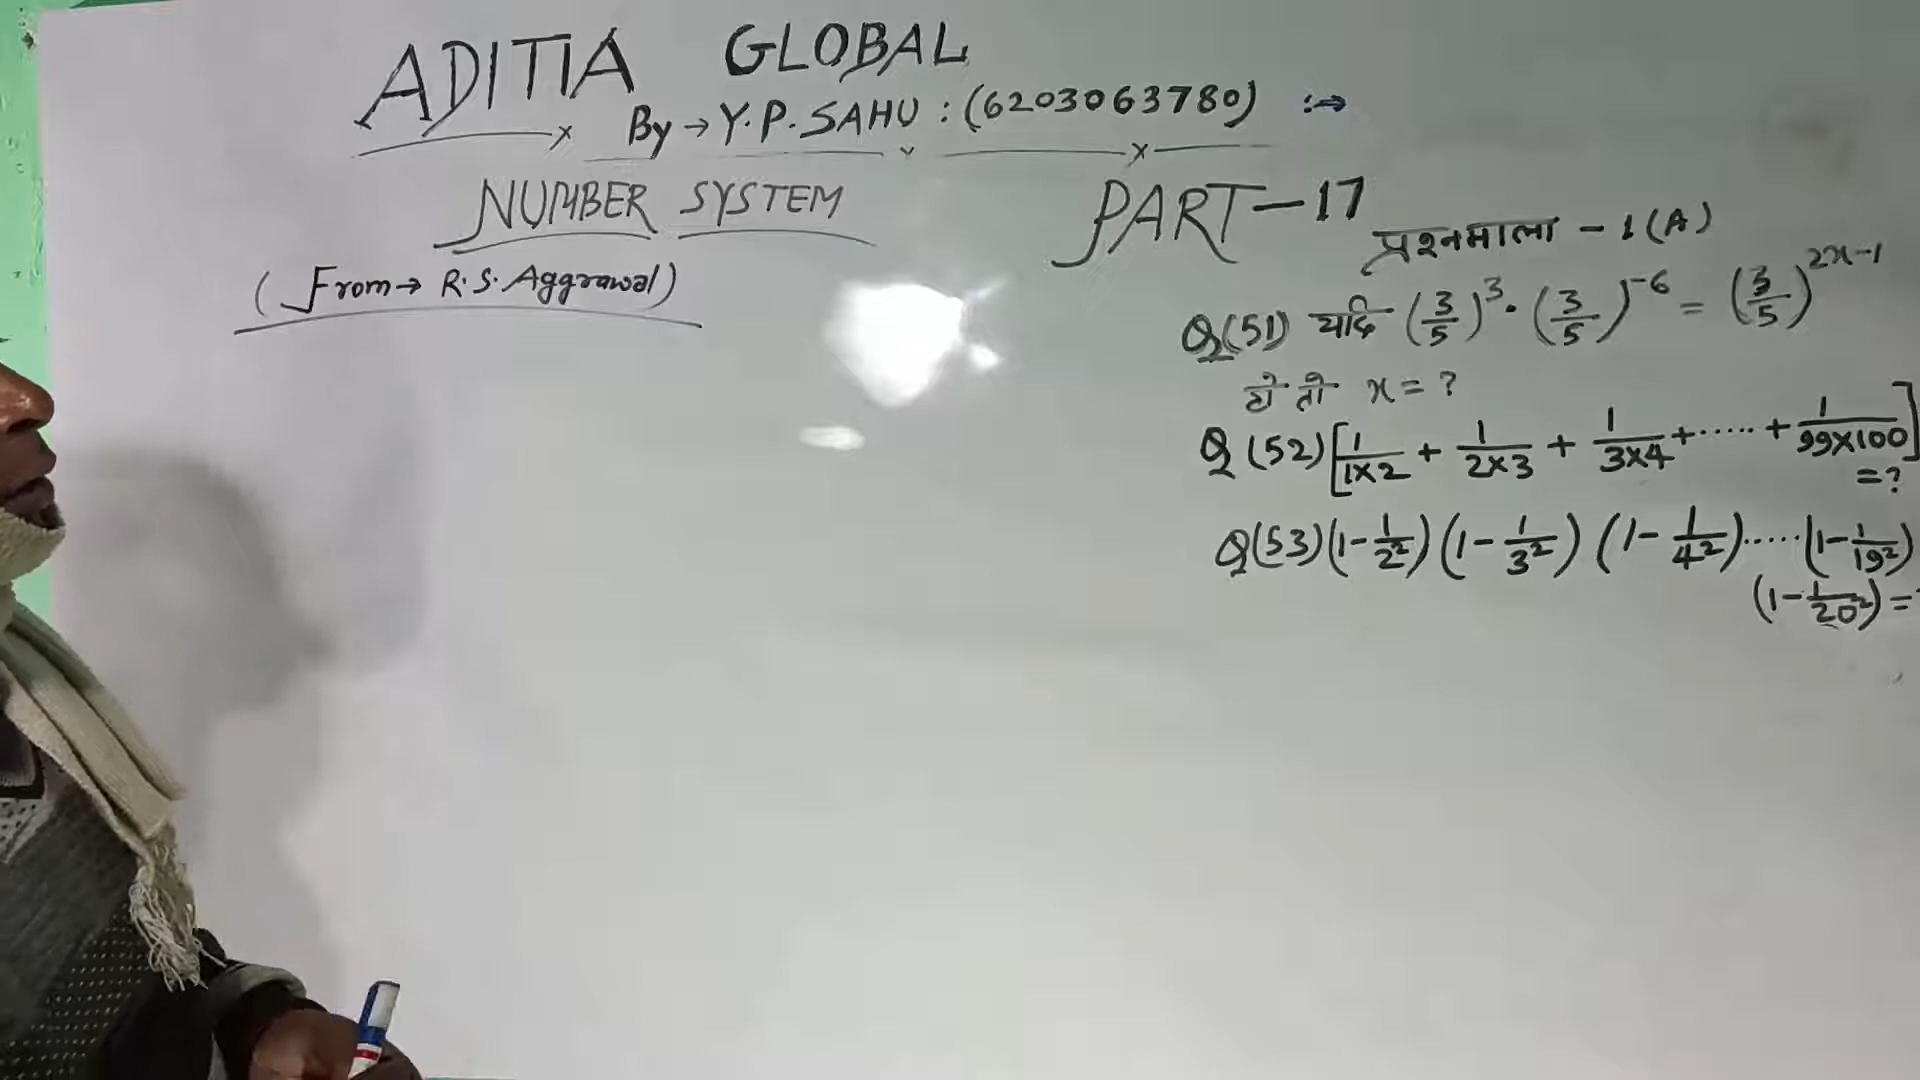 ADITIA GLOBAL
By → Y.P. SAHU : (6203063780) :⇒
NUMBER SYSTEM
(From → R.S. Aggrawal)
PART-17
प्रश्नमाला - 1(A)
Q(51) यदि (3/5)³ · (3/5)⁻⁶ = (3/5)²ˣ⁻¹
हो तो x = ?
Q(52) [1/1×2 + 1/2×3 + 1/3×4 + ..... + 1/99×100]
= ?
Q(53) (1-1/2²) (1-1/3²) (1-1/4²) ..... (1-1/19²)
(1-1/20²) =